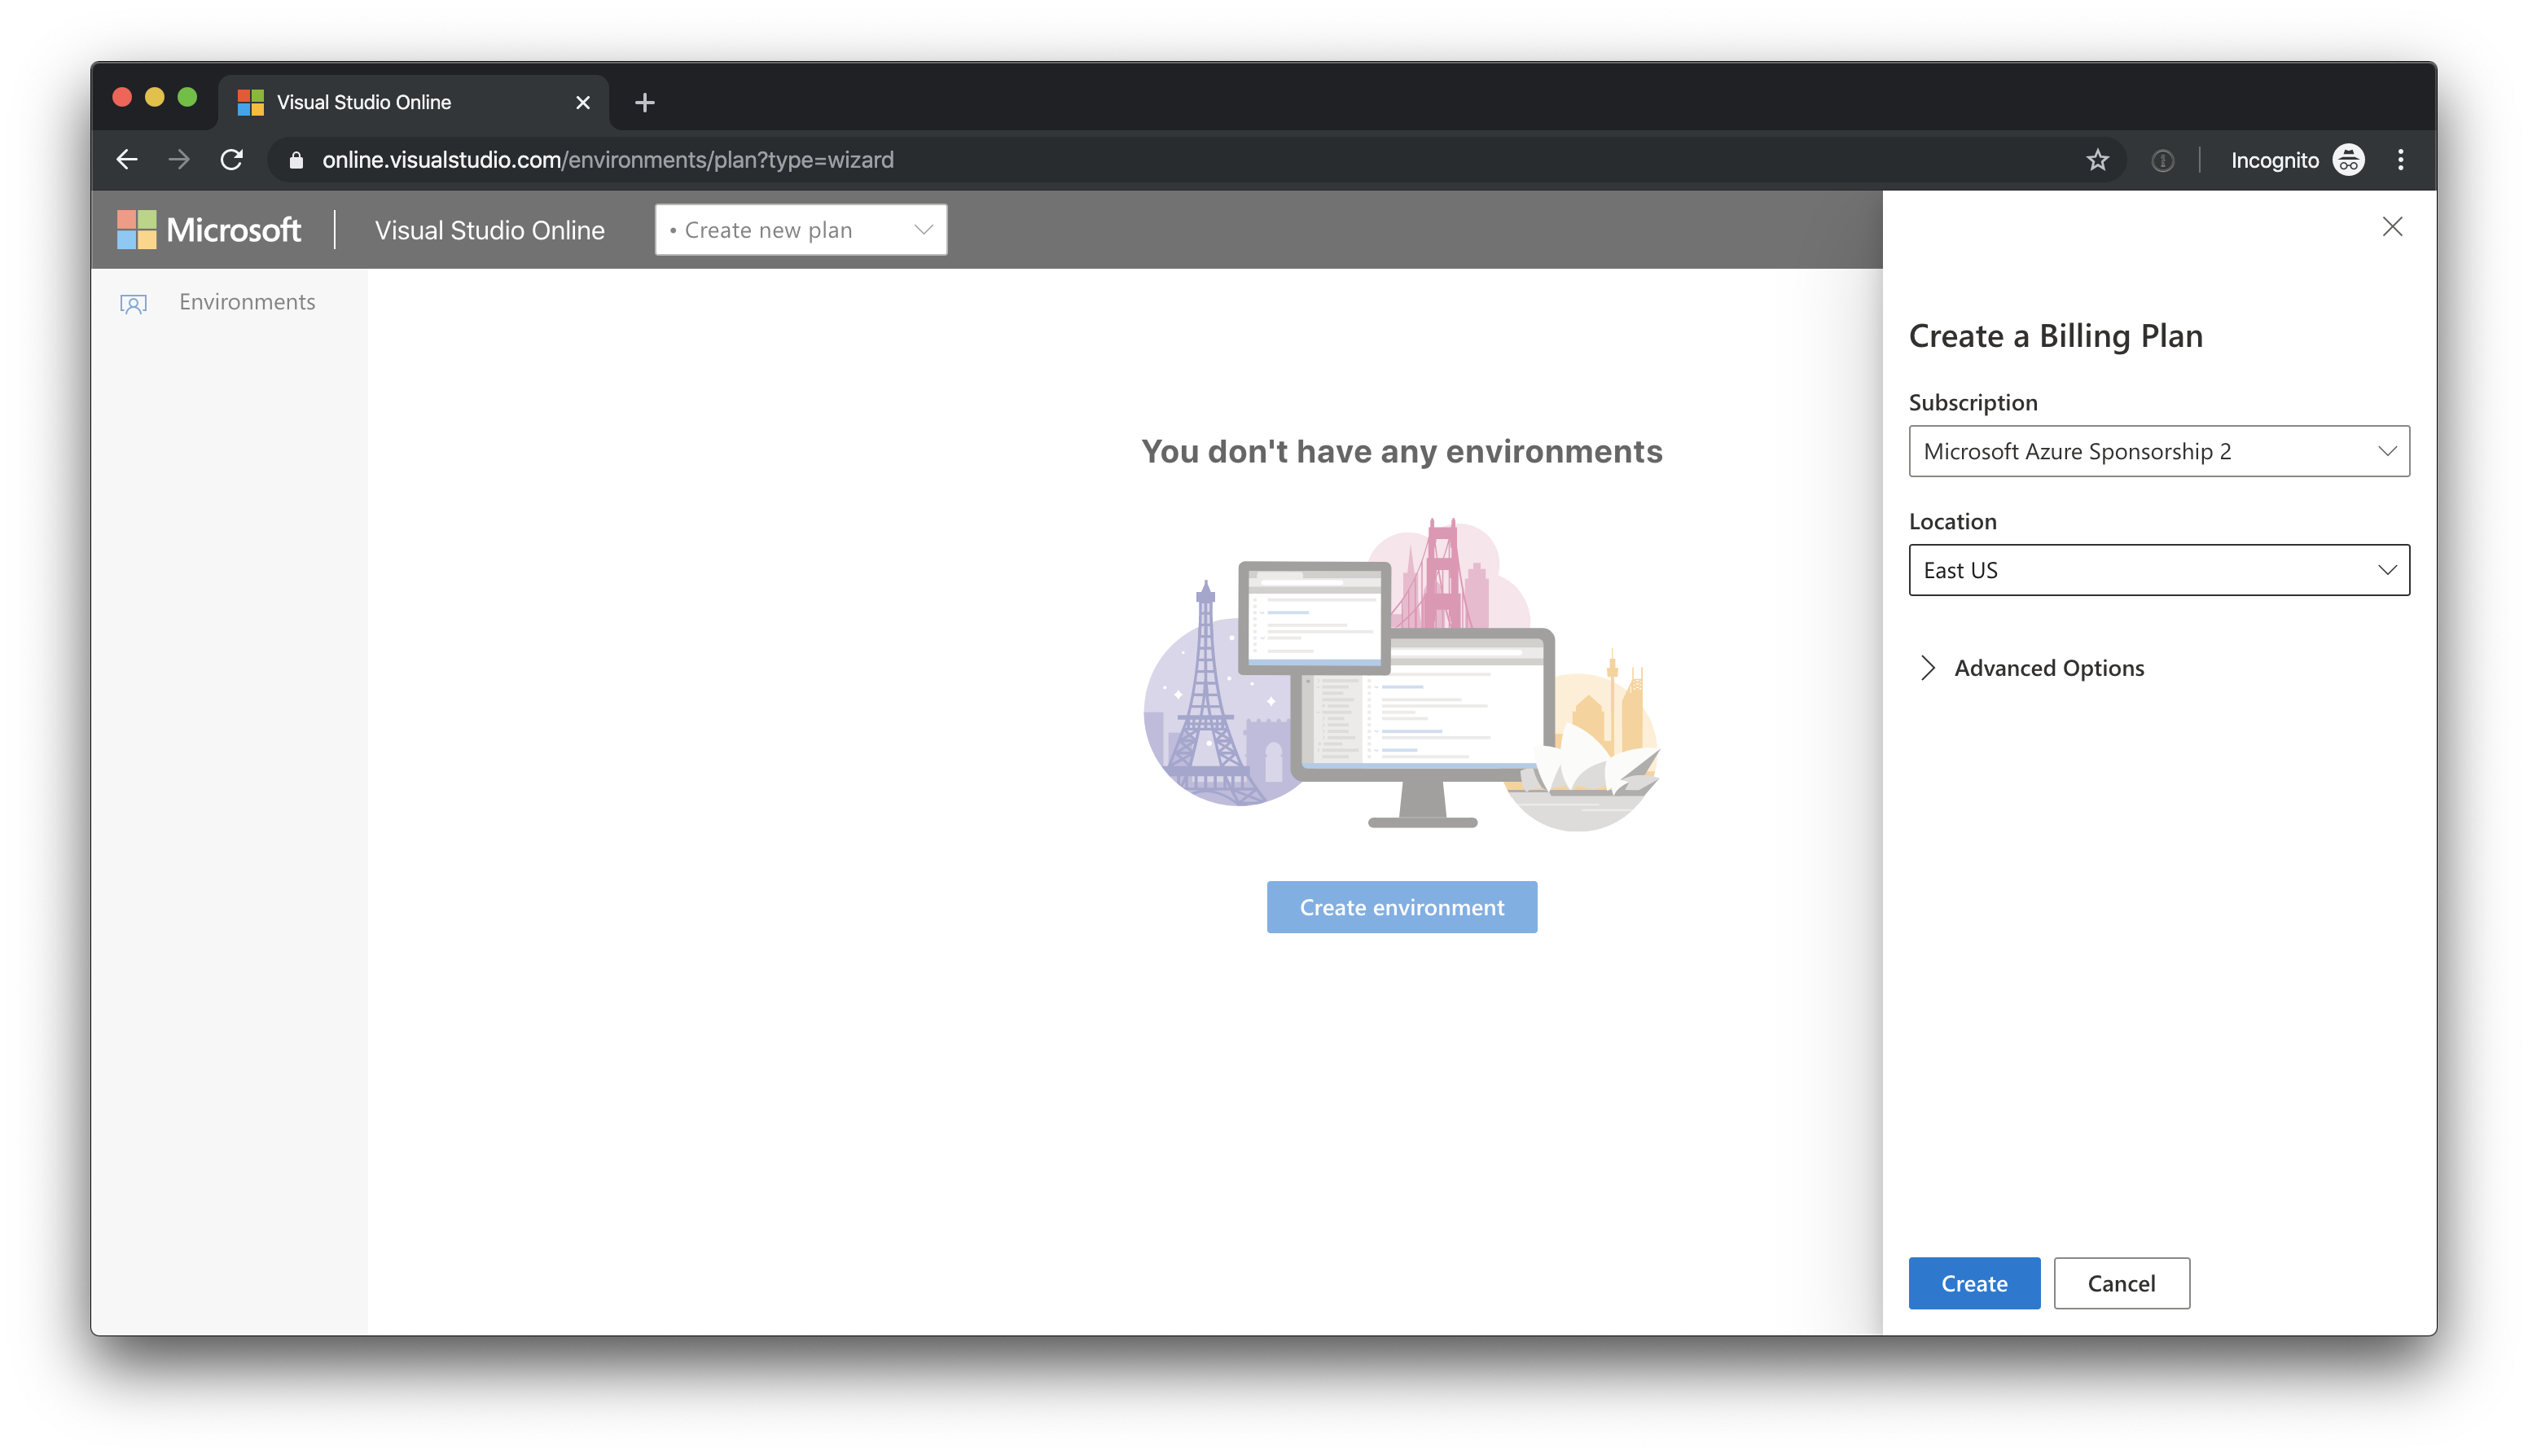 Visual Studio Online
online.visualstudio.com/environments/plan?type=wizard
Incognito
Microsoft
Visual Studio Online
• Create new plan
Environments
You don't have any environments
Create environment
Create a Billing Plan
Subscription
Microsoft Azure Sponsorship 2
Location
East US
Advanced Options
Create
Cancel